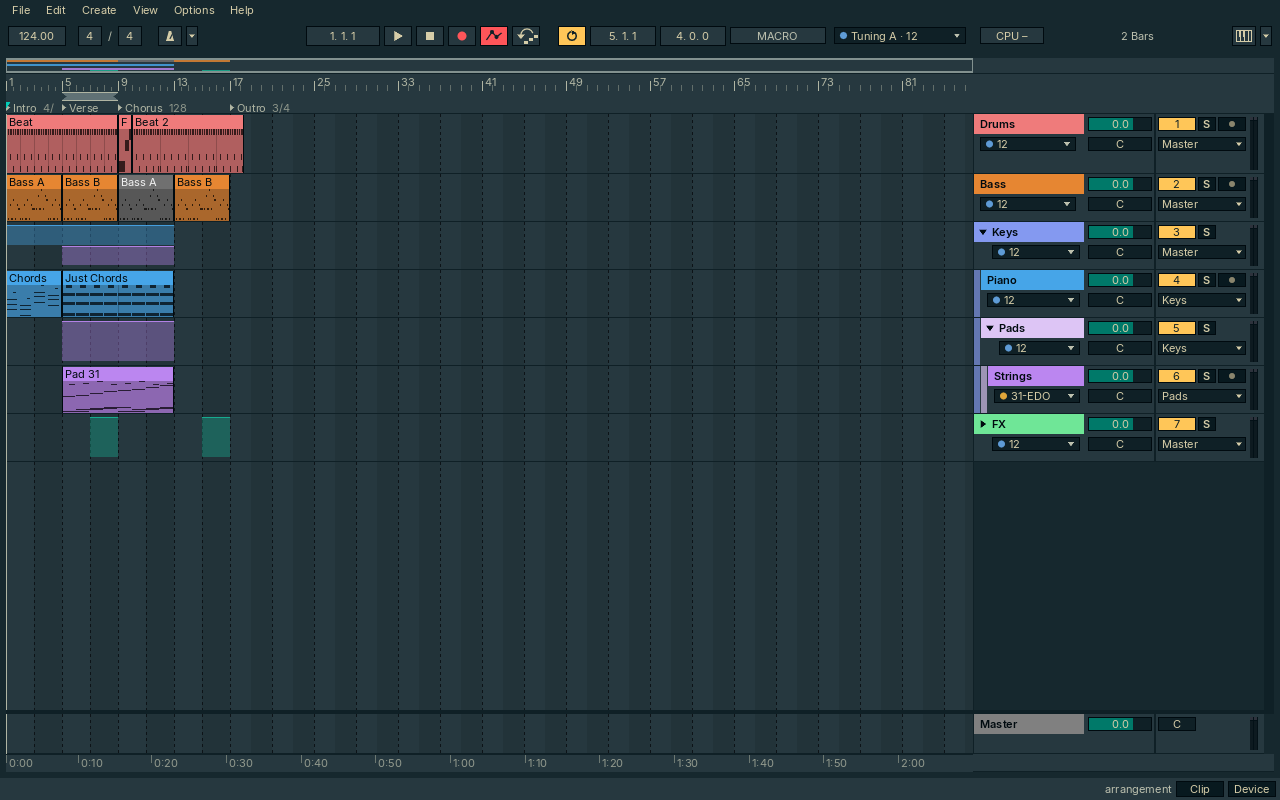 File Edit Create View Options Help
124.00 4 / 4 1. 1. 1 5. 1. 1 4. 0. 0 MACRO Tuning A · 12 CPU – 2 Bars
1 5 9 13 17 25 33 41 49 57 65 73 81
Intro 4/ Verse Chorus 128 Outro 3/4
Beat F Beat 2 Drums 0.0 1 S
12 C Master
Bass A Bass B Bass A Bass B Bass 0.0 2 S
12 C Master
Keys 0.0 3 S
12 C Master
Chords Just Chords Piano 0.0 4 S
12 C Keys
Pads 0.0 5 S
12 C Keys
Pad 31 Strings 0.0 6 S
31-EDO C Pads
FX 0.0 7 S
12 C Master
Master 0.0 C
0:00 0:10 0:20 0:30 0:40 0:50 1:00 1:10 1:20 1:30 1:40 1:50 2:00
arrangement Clip Device